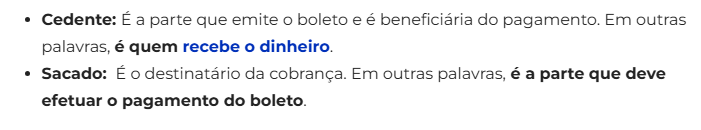 • Cedente: É a parte que emite o boleto e é beneficiária do pagamento. Em outras
palavras, é quem recebe o dinheiro.
• Sacado:  É o destinatário da cobrança. Em outras palavras, é a parte que deve
efetuar o pagamento do boleto.